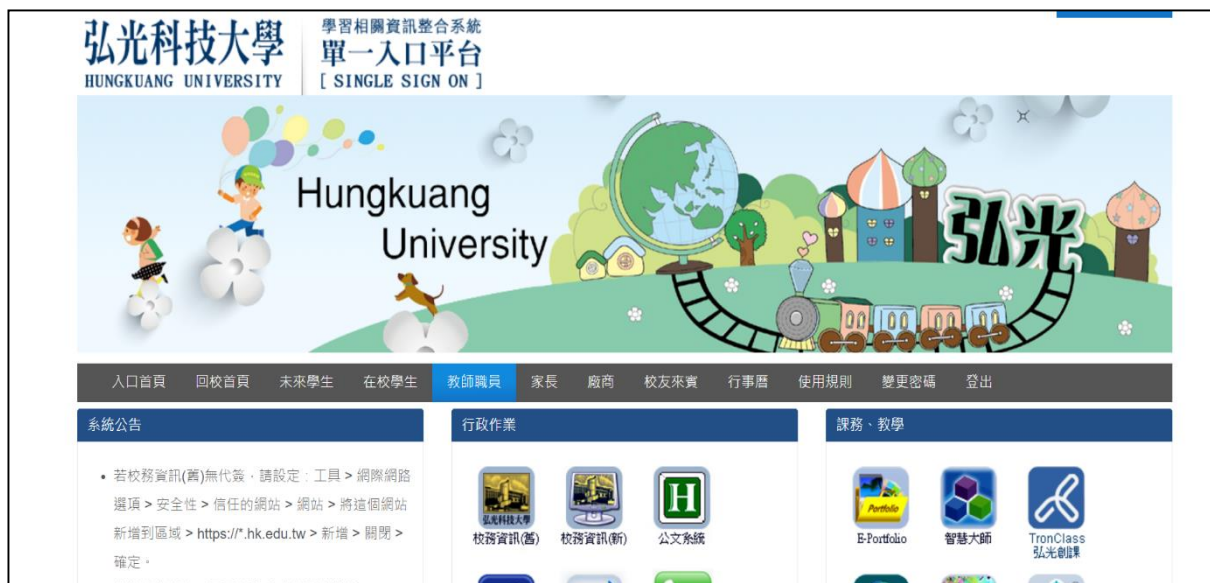 弘光科技大學
HUNGKUANG UNIVERSITY
學習相關資訊整合系統
單一入口平台
[ SINGLE SIGN ON ]
Hungkuang
University
弘光
入口首頁 回校首頁 未來學生 在校學生 教師職員 家長 廠商 校友來賓 行事曆 使用規則 變更密碼 登出
系統公告
• 若校務資訊(舊)無代簽,請設定:工具 > 網際網路
選項 > 安全性 > 信任的網站 > 網站 > 將這個網站
新增到區域 > https://*.hk.edu.tw > 新增 > 關閉 >
確定。
行政作業
弘光科技大學
校務資訊(舊)
校務資訊(新)
H
公文系統
課務、教學
Portfolio
E-Portfolio
智慧大師
TronClass
弘光創課